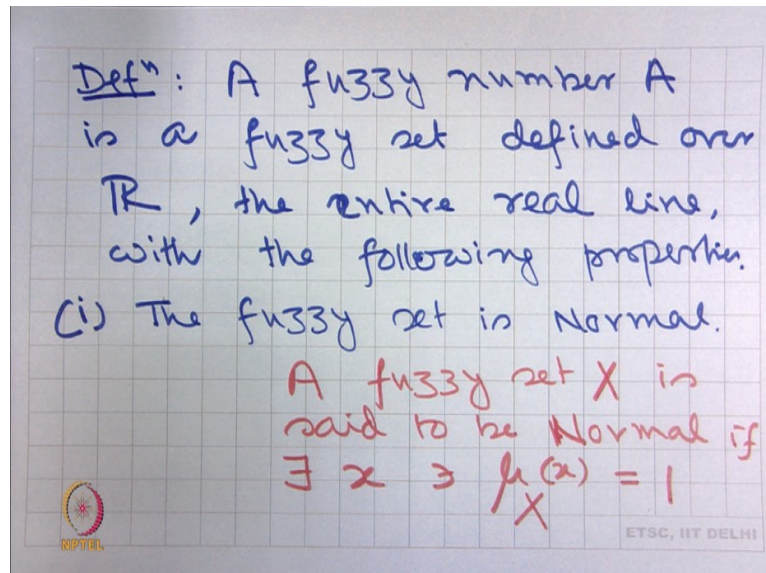 Defⁿ: A fuzzy number A
is a fuzzy set defined over
ℝ, the entire real line,
with the following properties.
(i) The fuzzy set is Normal.
A fuzzy set X is
said to be Normal if
∃ x ∍ μ_X(x) = 1
NPTEL
ETSC, IIT DELHI